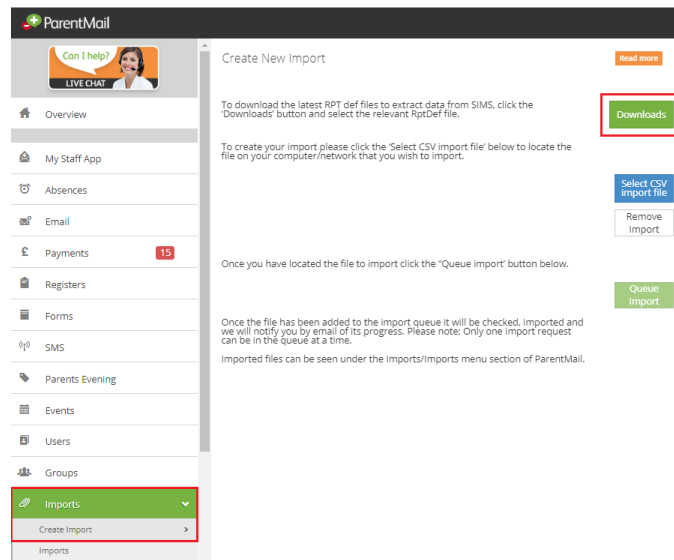 ParentMail
Can I help?
LIVE CHAT
Overview
My Staff App
Absences
Email
£ Payments 15
Registers
Forms
SMS
Parents Evening
Events
Users
Groups
Imports
Create Import
Imports
Create New Import
Read more
To download the latest RPT def files to extract data from SIMS, click the
'Downloads' button and select the relevant RptDef file.
Downloads
To create your import please click the 'Select CSV import file' below to locate the
file on your computer/network that you wish to import.
Select CSV
import file
Remove
Import
Once you have located the file to import click the "Queue import' button below.
Queue
Import
Once the file has been added to the import queue it will be checked, imported and
we will notify you by email of its progress. Please note: Only one import request
can be in the queue at a time.
Imported files can be seen under the Imports/Imports menu section of ParentMail.